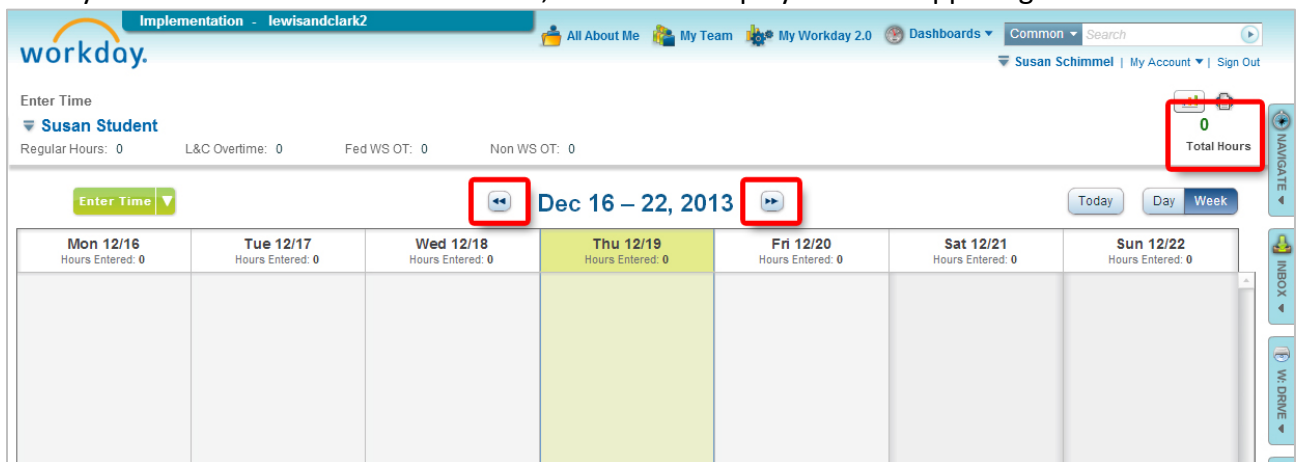 Implementation - lewisandclark2
workday.
All About Me My Team My Workday 2.0 Dashboards Common Search
Susan Schimmel | My Account | Sign Out
Enter Time
Susan Student
Regular Hours: 0 L&C Overtime: 0 Fed WS OT: 0 Non WS OT: 0
0
Total Hours
Enter Time
Dec 16 – 22, 2013
Today Day Week
Mon 12/16 Tue 12/17 Wed 12/18 Thu 12/19 Fri 12/20 Sat 12/21 Sun 12/22
Hours Entered: 0 Hours Entered: 0 Hours Entered: 0 Hours Entered: 0 Hours Entered: 0 Hours Entered: 0 Hours Entered: 0
NAVIGATE
INBOX
W: DRIVE